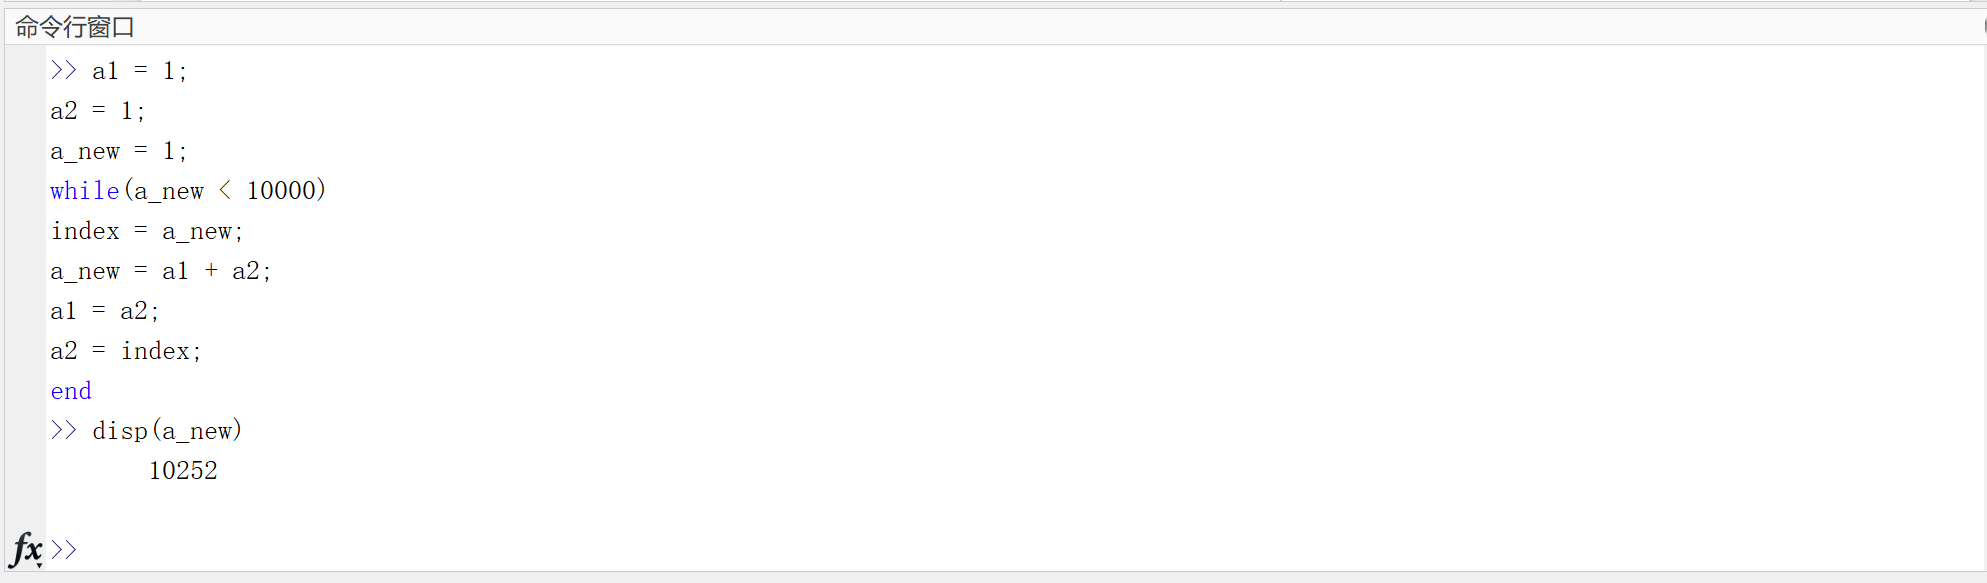 命令行窗口
>> a1 = 1;
a2 = 1;
a_new = 1;
while(a_new < 10000)
index = a_new;
a_new = a1 + a2;
a1 = a2;
a2 = index;
end
>> disp(a_new)
10252
fx >>